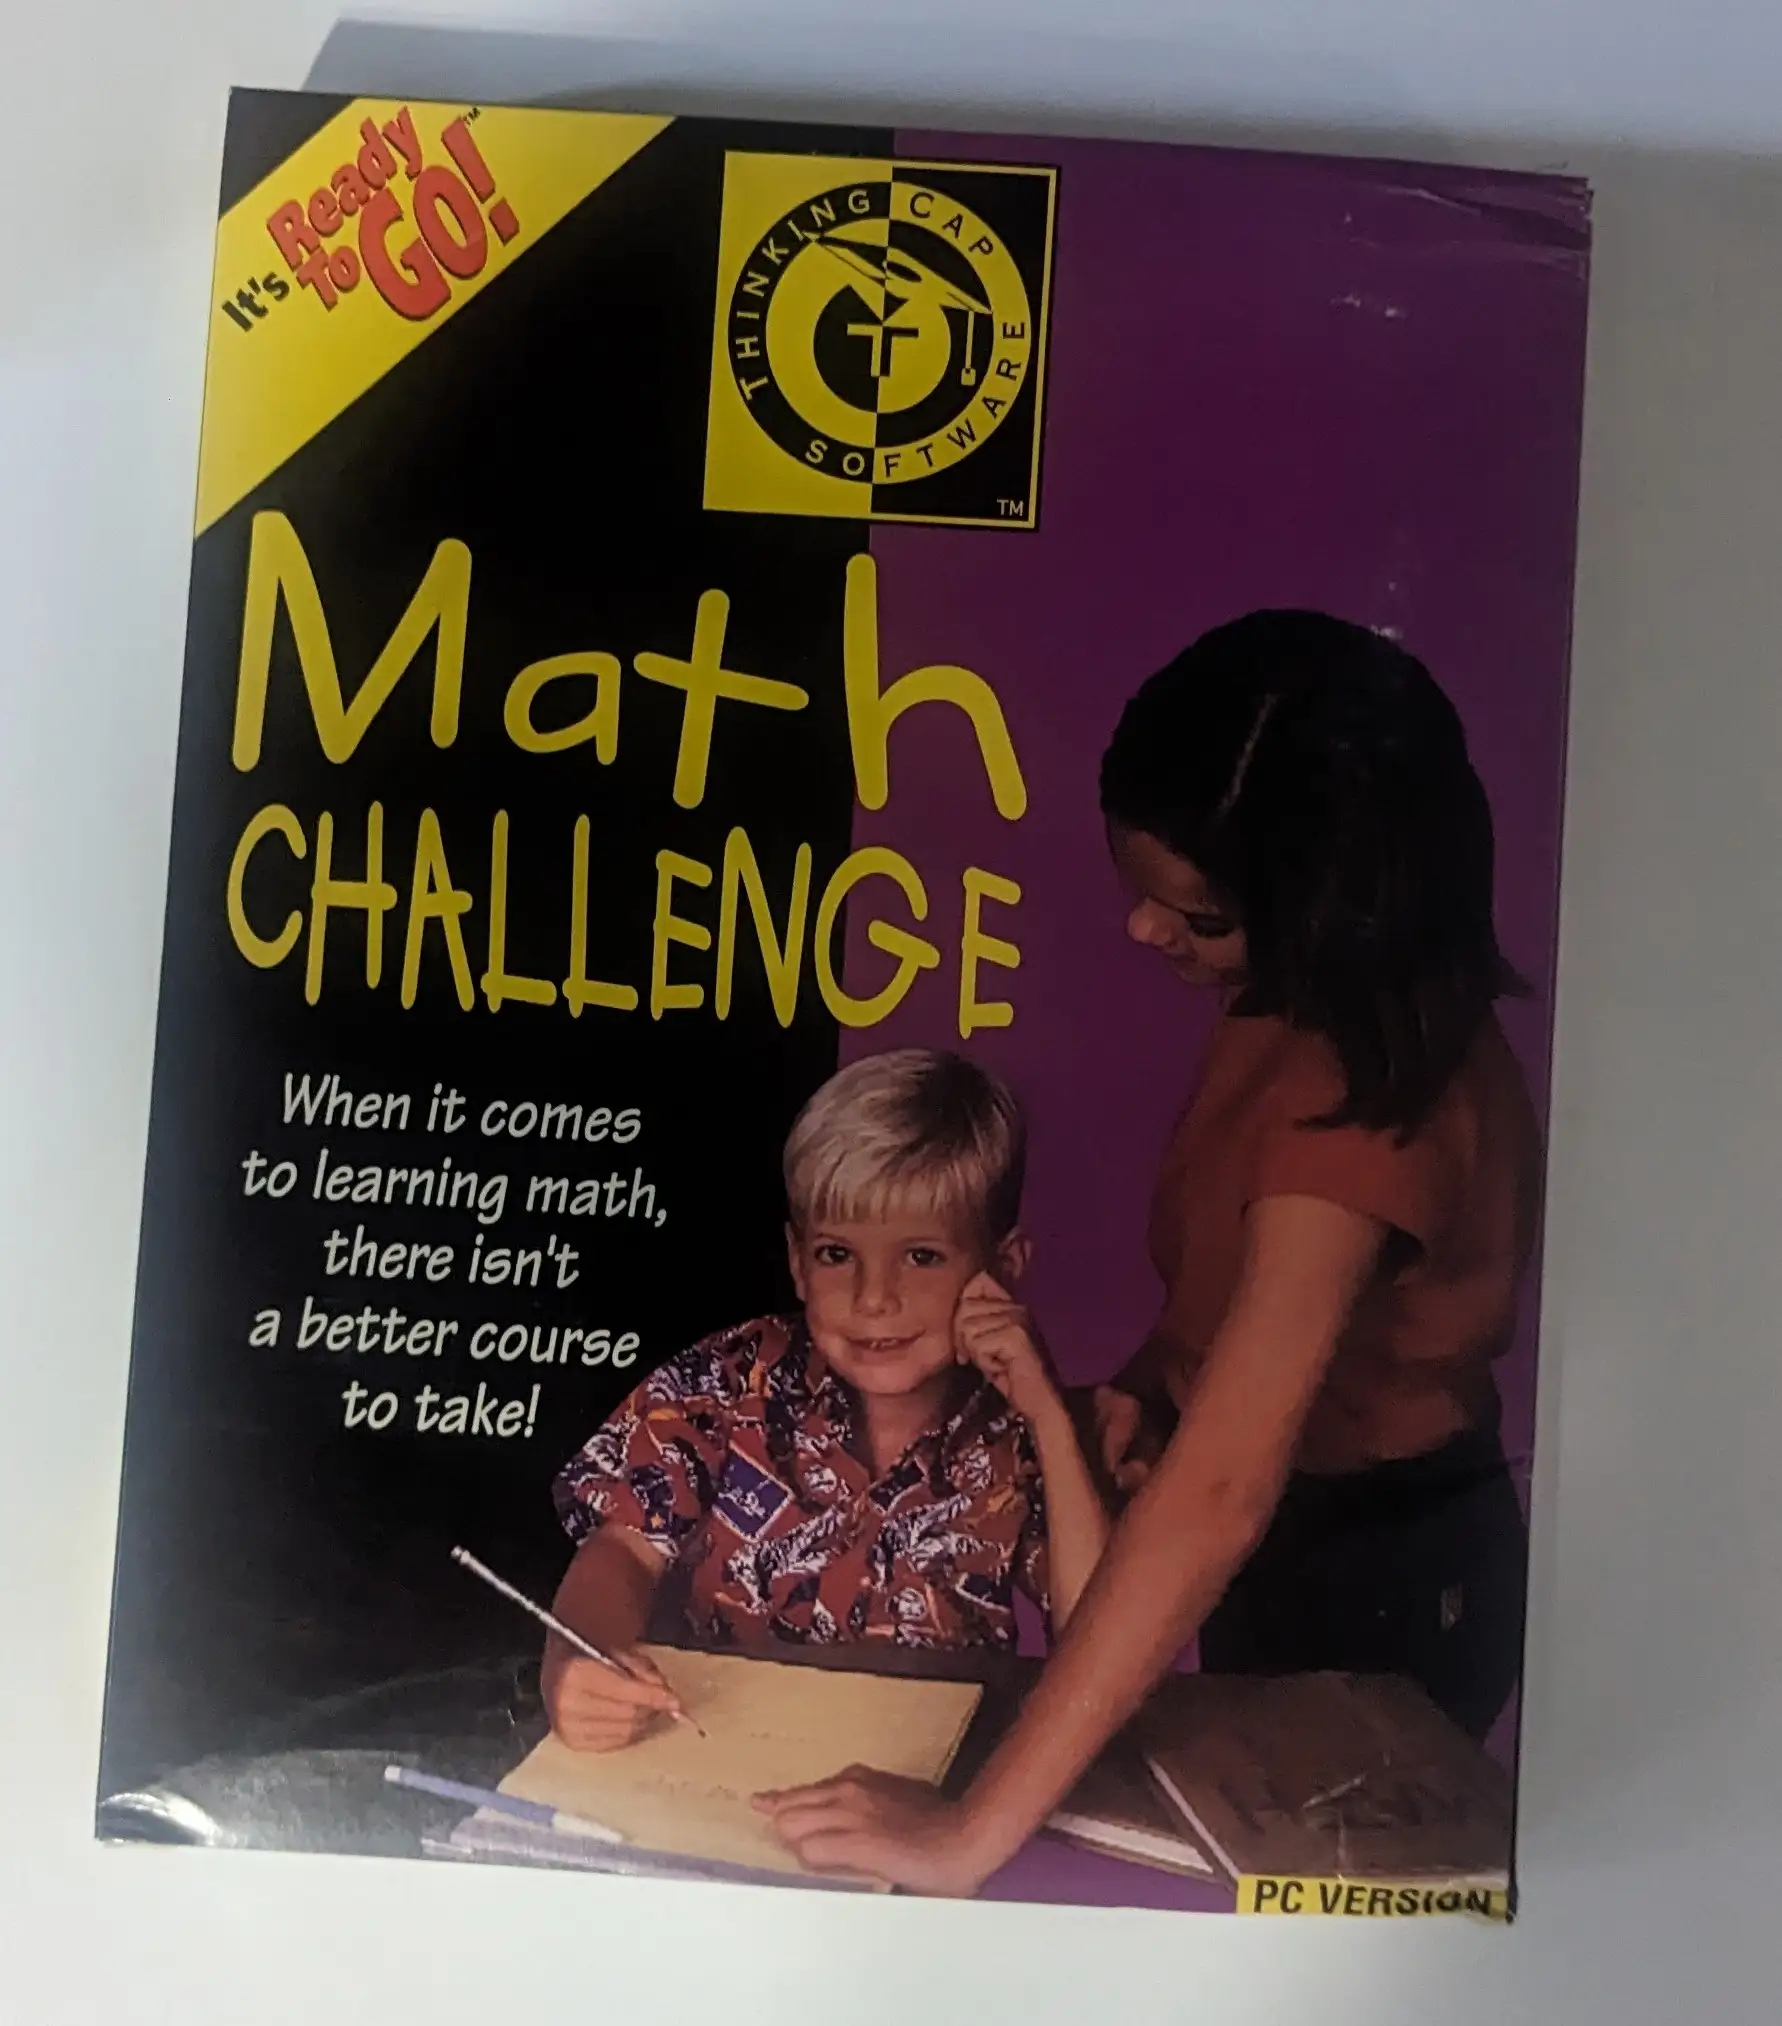 It's Ready
To GO!™
THINKING CAP
SOFTWARE
T
TM
Math
CHALLENGE
When it comes
to learning math,
there isn't
a better course
to take!
PC VERSION